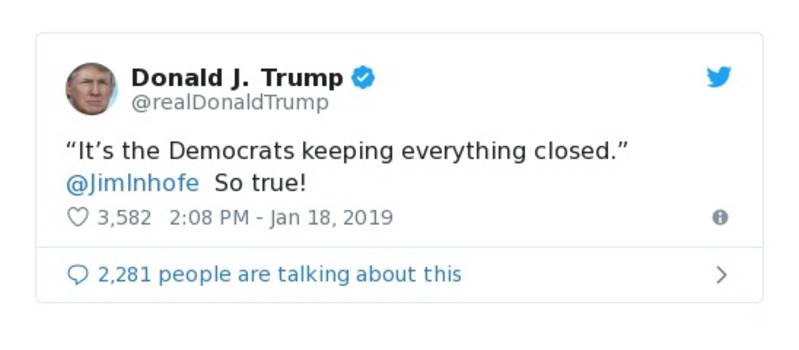 Donald J. Trump
@realDonaldTrump
“It’s the Democrats keeping everything closed.”
@JimInhofe So true!
3,582 2:08 PM - Jan 18, 2019
2,281 people are talking about this